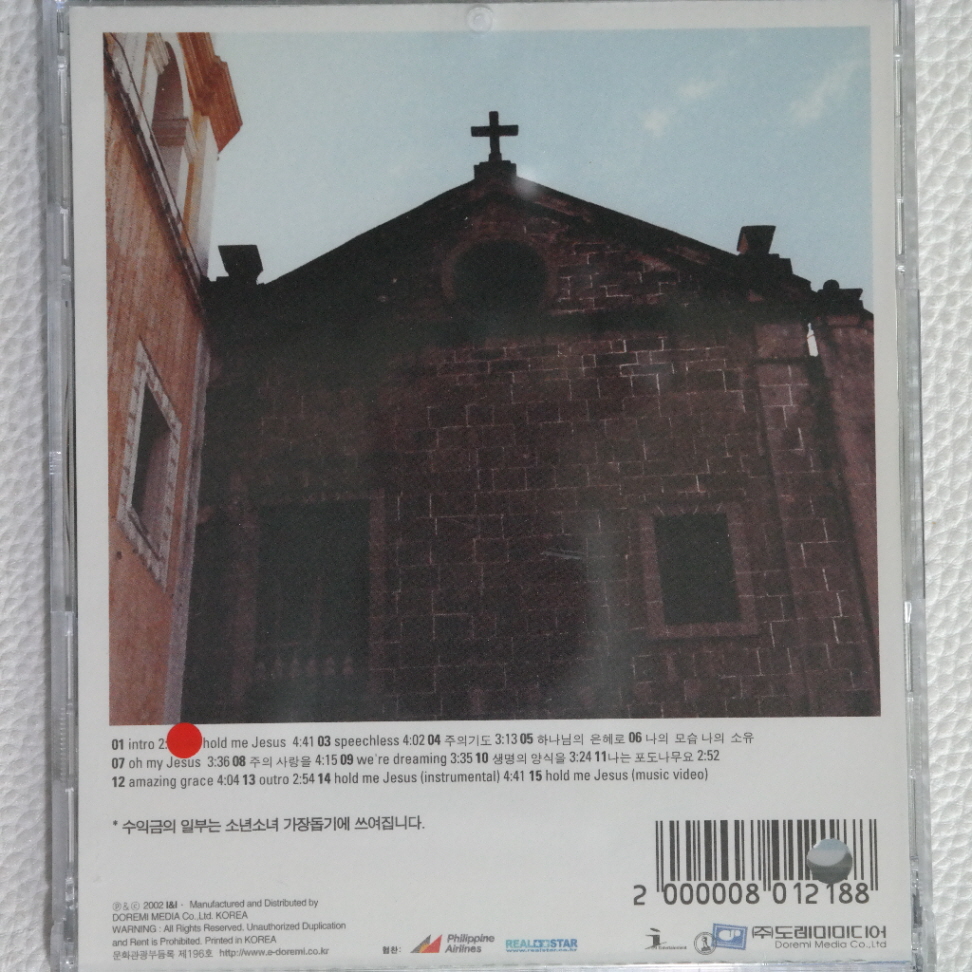 01 intro 2: hold me Jesus 4:41 03 speechless 4:02 04 주의기도 3:13 05 하나님의 은혜로 06 나의 모습 나의 소유
07 oh my Jesus 3:36 08 주의 사랑을 4:15 09 we're dreaming 3:35 10 생명의 양식을 3:24 11나는 포도나무요 2:52
12 amazing grace 4:04 13 outro 2:54 14 hold me Jesus (instrumental) 4:41 15 hold me Jesus (music video)
* 수익금의 일부는 소년소녀 가장돕기에 쓰여집니다.
2 000008 012188
℗ & © 2002 I&I · Manufactured and Distributed by
DOREMI MEDIA Co.,Ltd. KOREA
WARNING : All Rights Reserved. Unauthorized Duplication
and Rent is Prohibited. Printed in KOREA
문화관광부등록 제196호 http://www.e-doremi.co.kr
협찬:
Philippine
Airlines
REALSTAR
www.realstar.co.kr
(주)도레미미디어
Doremi Media Co.,Ltd